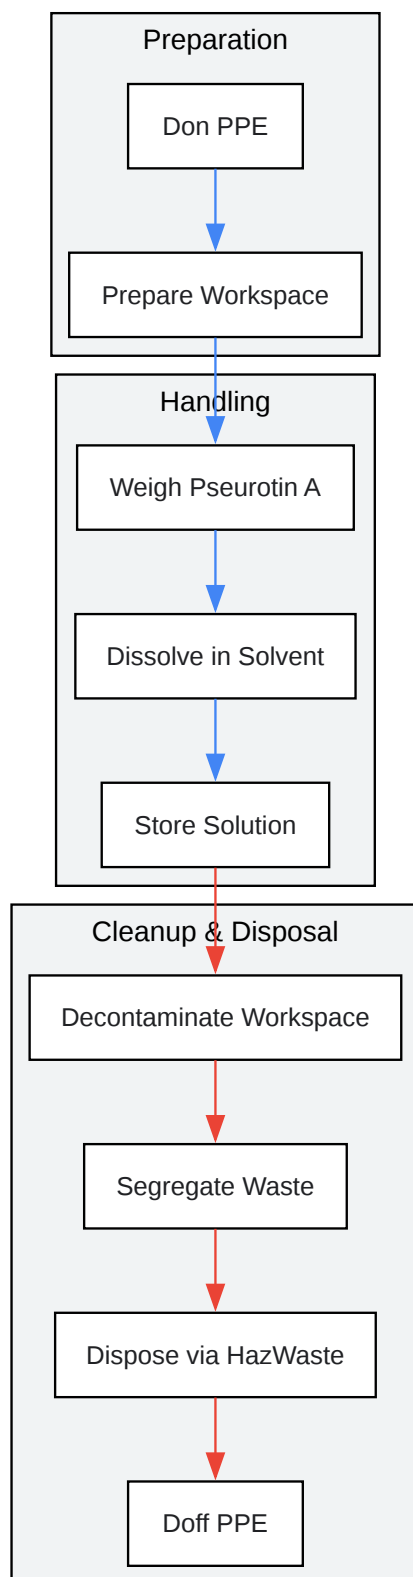 Preparation
Don PPE
Prepare Workspace
Handling
Weigh Pseurotin A
Dissolve in Solvent
Store Solution
Cleanup & Disposal
Decontaminate Workspace
Segregate Waste
Dispose via HazWaste
Doff PPE